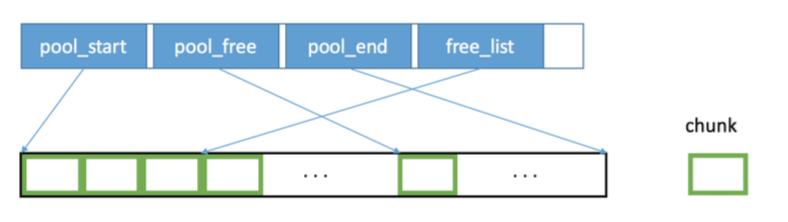 pool_start pool_free pool_end free_list
chunk
... ...